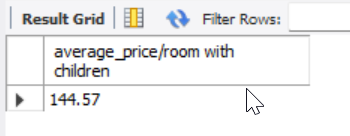 Result Grid Filter Rows:
average_price/room with
children
144.57